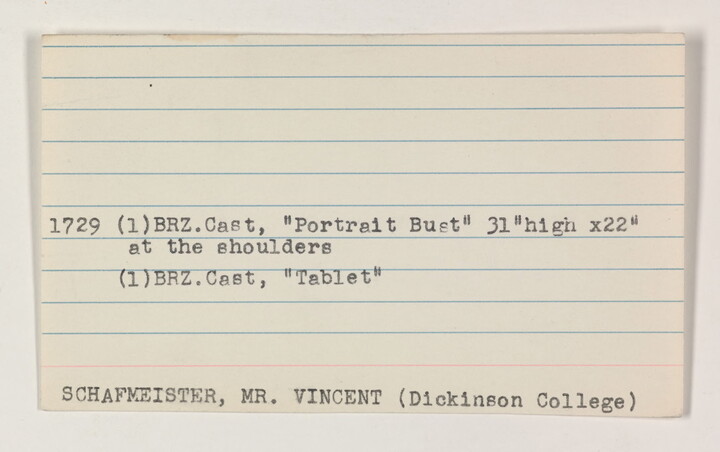 1729 (1)BRZ.Cast, "Portrait Bust" 31"high x22"
at the shoulders
(1)BRZ.Cast, "Tablet"
SCHAFMEISTER, MR. VINCENT (Dickinson College)